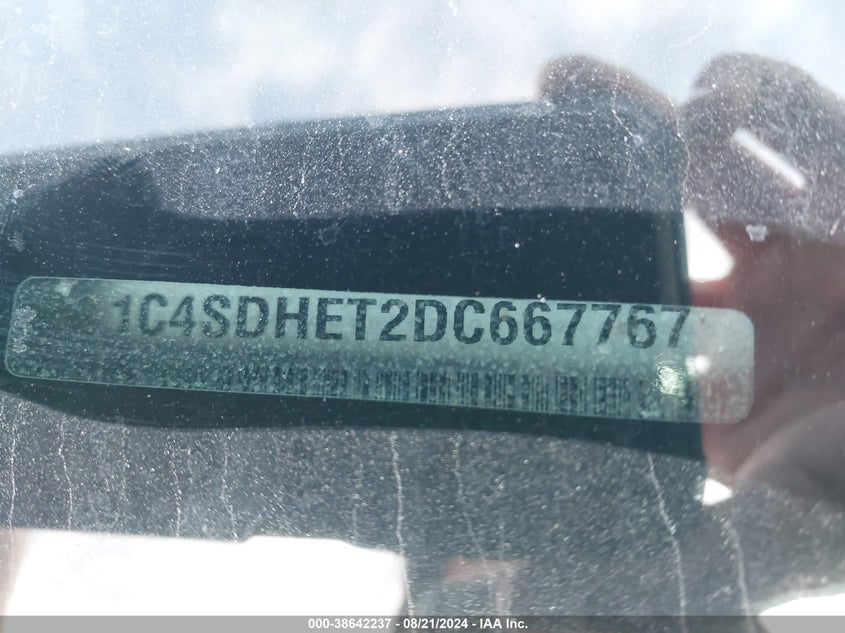 1C4SDHET2DC667767
000-38642237 - 08/21/2024 - IAA Inc.